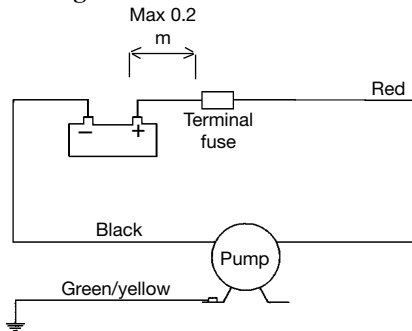 Max 0.2
m
Red
− +
Terminal
fuse
Black
Pump
Green/yellow